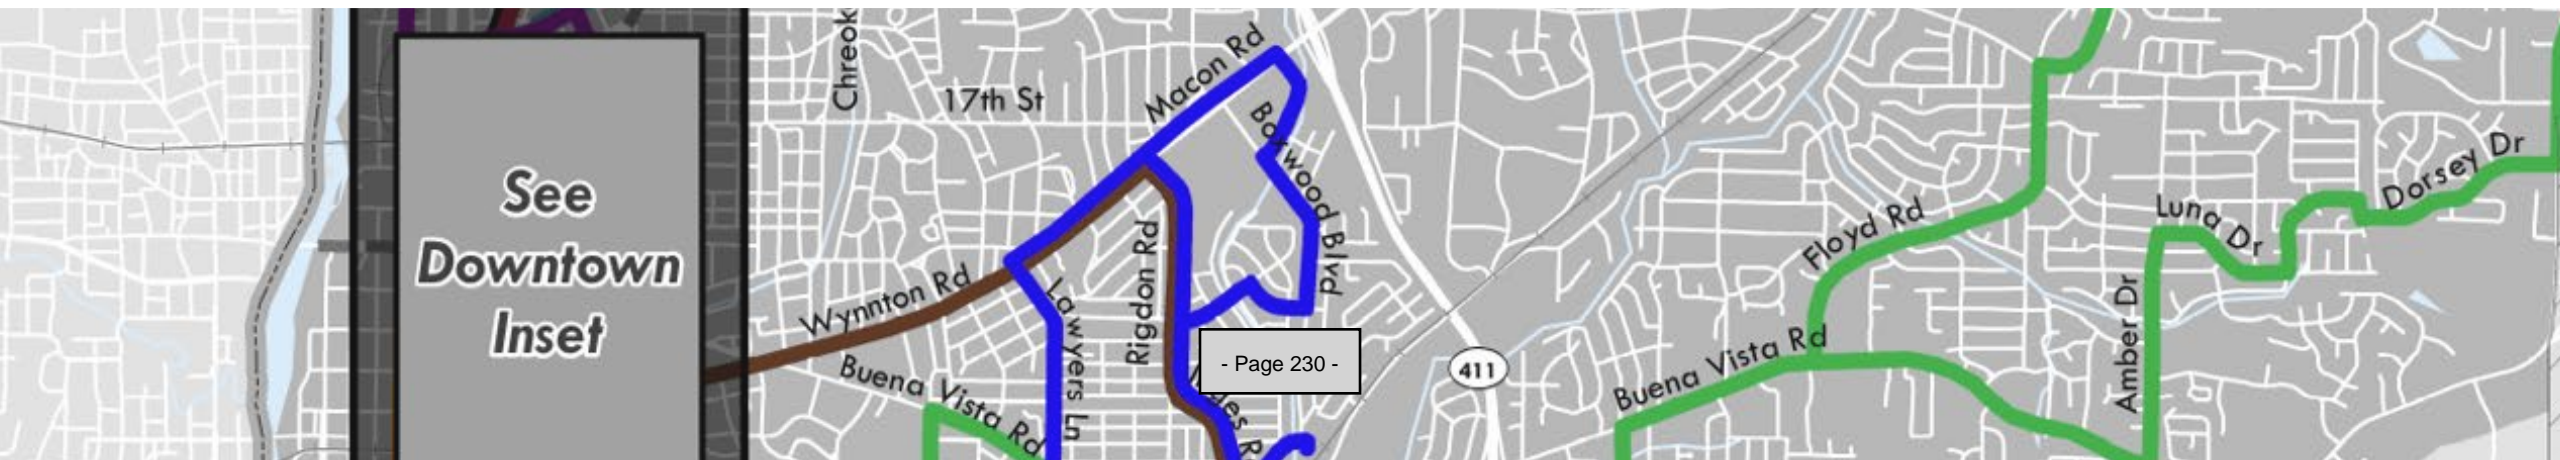 Chreok
Macon Rd
17th St
Boxwood Blvd
See
Downtown
Inset
Wynnton Rd
Lawyers Ln
Rigdon Rd
Buena Vista Rd
- Page 230 -
411
Buena Vista Rd
Floyd Rd
Amber Dr
Luna Dr
Dorsey Dr